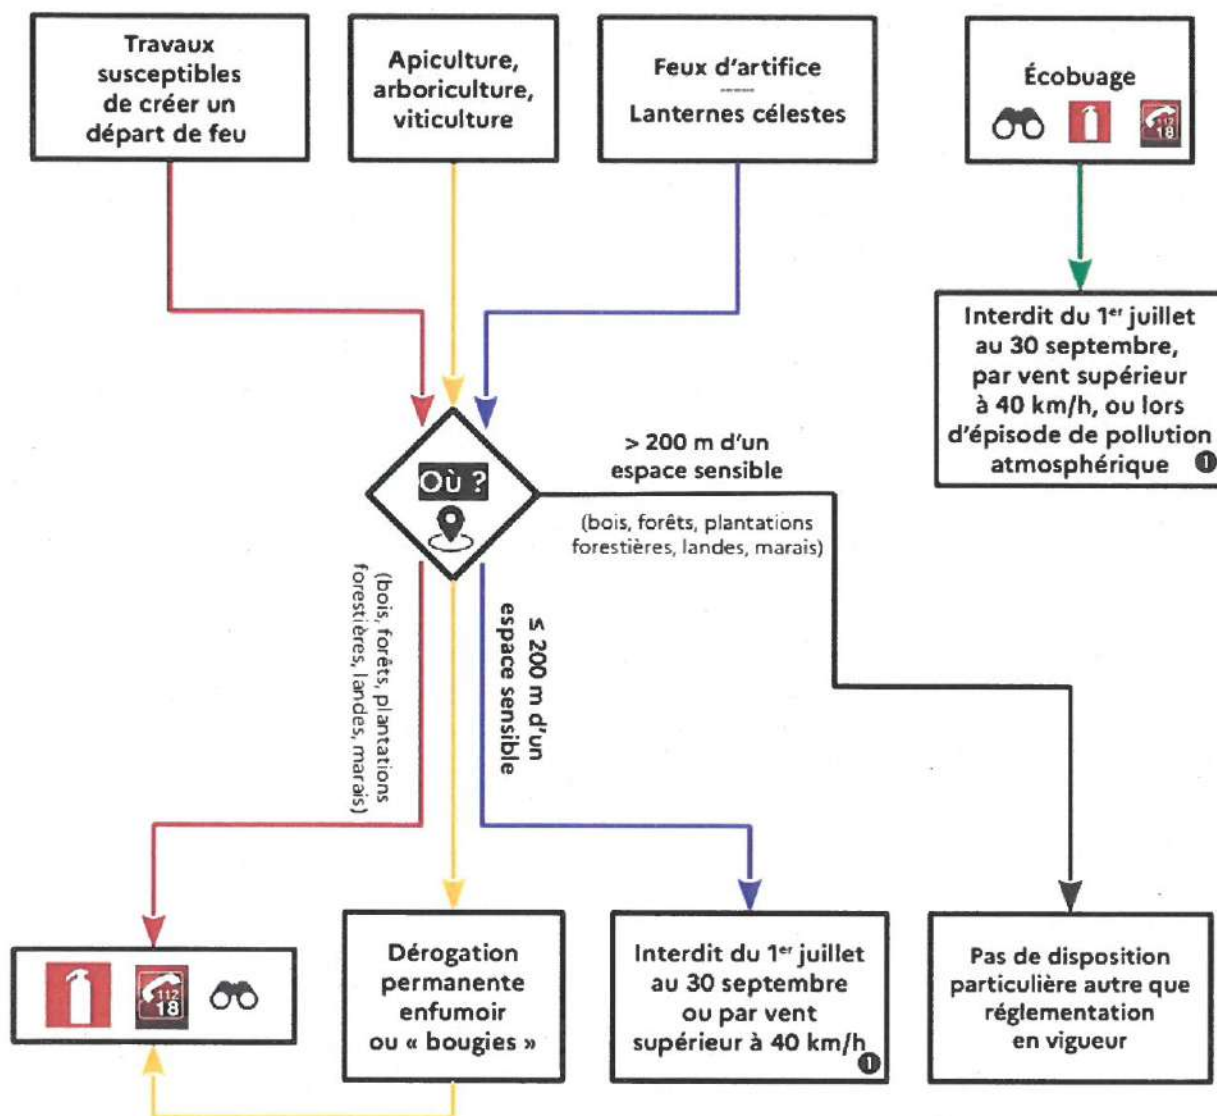 Travaux
susceptibles
de créer un
départ de feu
Apiculture,
arboriculture,
viticulture
Feux d'artifice
-----
Lanternes célestes
Écobuage
112
18
Interdit du 1er juillet
au 30 septembre,
par vent supérieur
à 40 km/h, ou lors
d'épisode de pollution
atmosphérique ❶
Où ?
> 200 m d'un
espace sensible
(bois, forêts, plantations
forestières, landes, marais)
(bois, forêts, plantations
forestières, landes, marais)
≤ 200 m d'un
espace sensible
112
18
Dérogation
permanente
enfumoir
ou « bougies »
Interdit du 1er juillet
au 30 septembre
ou par vent
supérieur à 40 km/h ❶
Pas de disposition
particulière autre que
réglementation
en vigueur